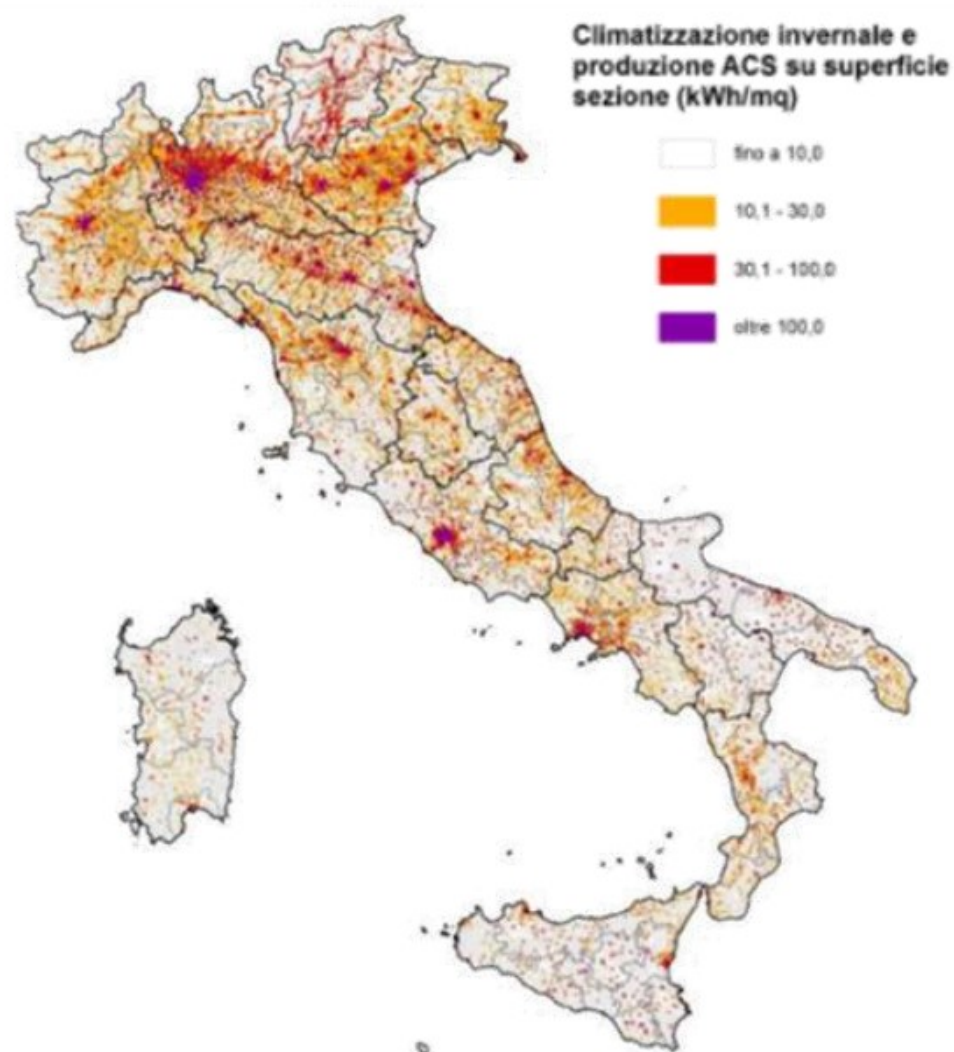 Climatizzazione invernale e
produzione ACS su superficie
sezione (kWh/mq)
fino a 10,0
10,1 - 30,0
30,1 - 100,0
oltre 100,0